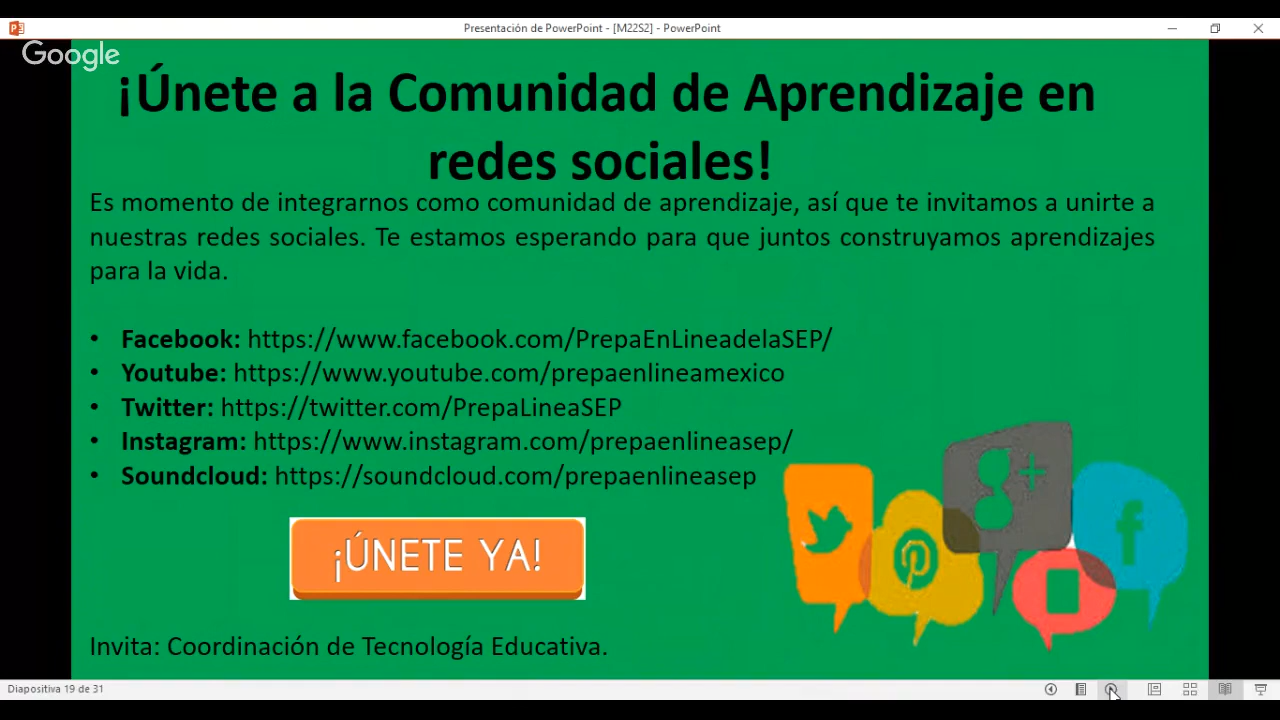 Presentación de PowerPoint - [M22S2] - PowerPoint
Google
¡Únete a la Comunidad de Aprendizaje en
redes sociales!
Es momento de integrarnos como comunidad de aprendizaje, así que te invitamos a unirte a
nuestras redes sociales. Te estamos esperando para que juntos construyamos aprendizajes
para la vida.
• Facebook: https://www.facebook.com/PrepaEnLineadelaSEP/
• Youtube: https://www.youtube.com/prepaenlineamexico
• Twitter: https://twitter.com/PrepaLineaSEP
• Instagram: https://www.instagram.com/prepaenlineasep/
• Soundcloud: https://soundcloud.com/prepaenlineasep
¡ÚNETE YA!
Invita: Coordinación de Tecnología Educativa.
Diapositiva 19 de 31